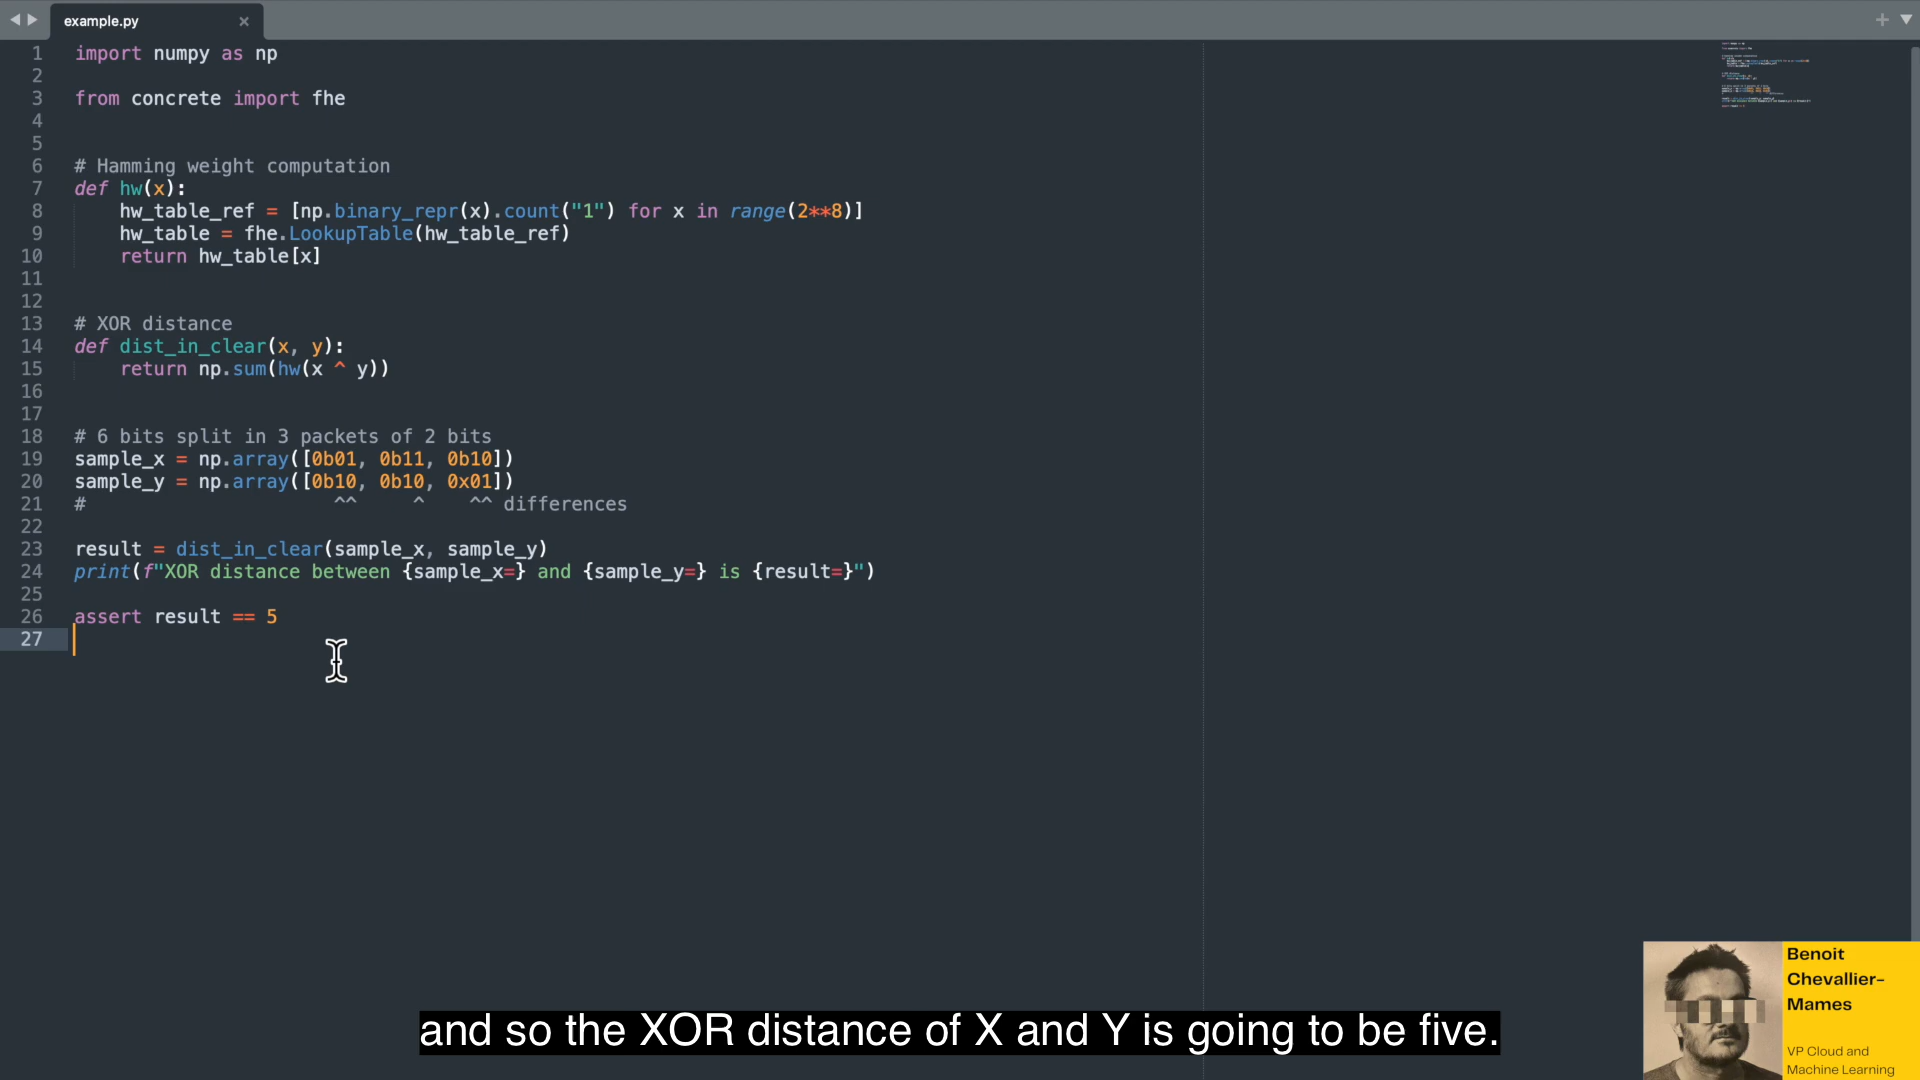 example.py
1 import numpy as np
2
3 from concrete import fhe
4
5
6 # Hamming weight computation
7 def hw(x):
8 hw_table_ref = [np.binary_repr(x).count("1") for x in range(2**8)]
9 hw_table = fhe.LookupTable(hw_table_ref)
10 return hw_table[x]
11
12
13 # XOR distance
14 def dist_in_clear(x, y):
15 return np.sum(hw(x ^ y))
16
17
18 # 6 bits split in 3 packets of 2 bits
19 sample_x = np.array([0b01, 0b11, 0b10])
20 sample_y = np.array([0b10, 0b10, 0x01])
21 # ^^ ^ ^^ differences
22
23 result = dist_in_clear(sample_x, sample_y)
24 print(f"XOR distance between {sample_x=} and {sample_y=} is {result=}")
25
26 assert result == 5
27
Benoit
Chevallier-
Mames
VP Cloud and
Machine Learning
and so the XOR distance of X and Y is going to be five.